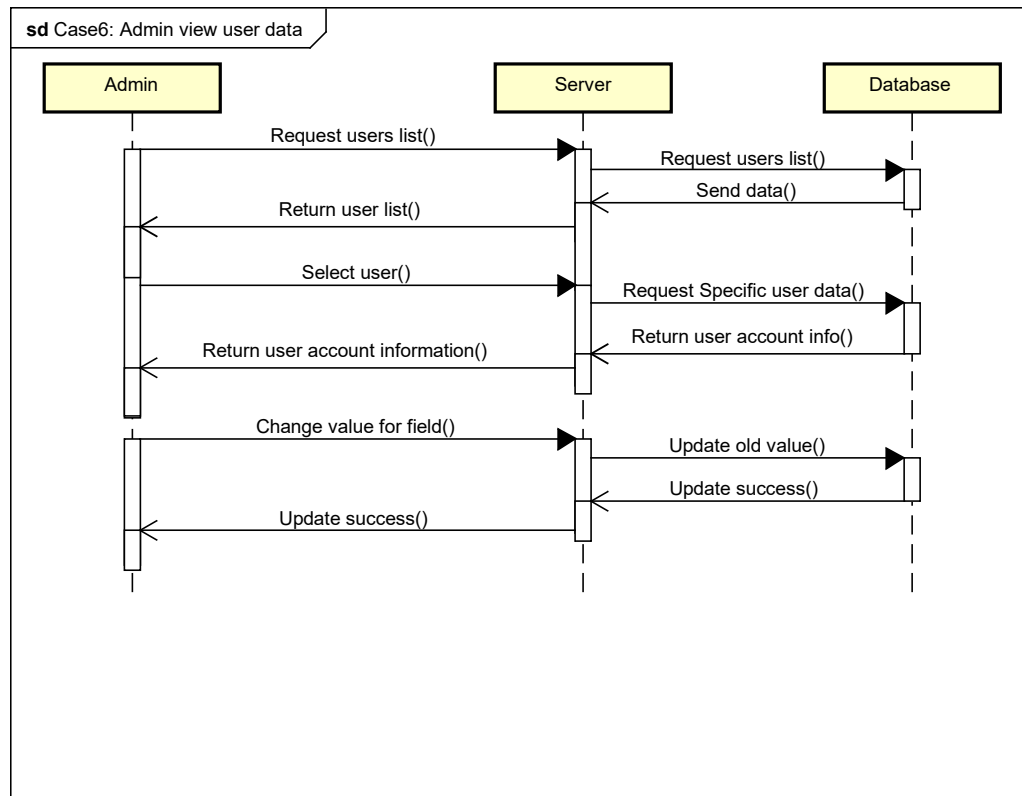 sd Case6: Admin view user data
Admin
Server
Database
Request users list()
Request users list()
Send data()
Return user list()
Select user()
Request Specific user data()
Return user account info()
Return user account information()
Change value for field()
Update old value()
Update success()
Update success()